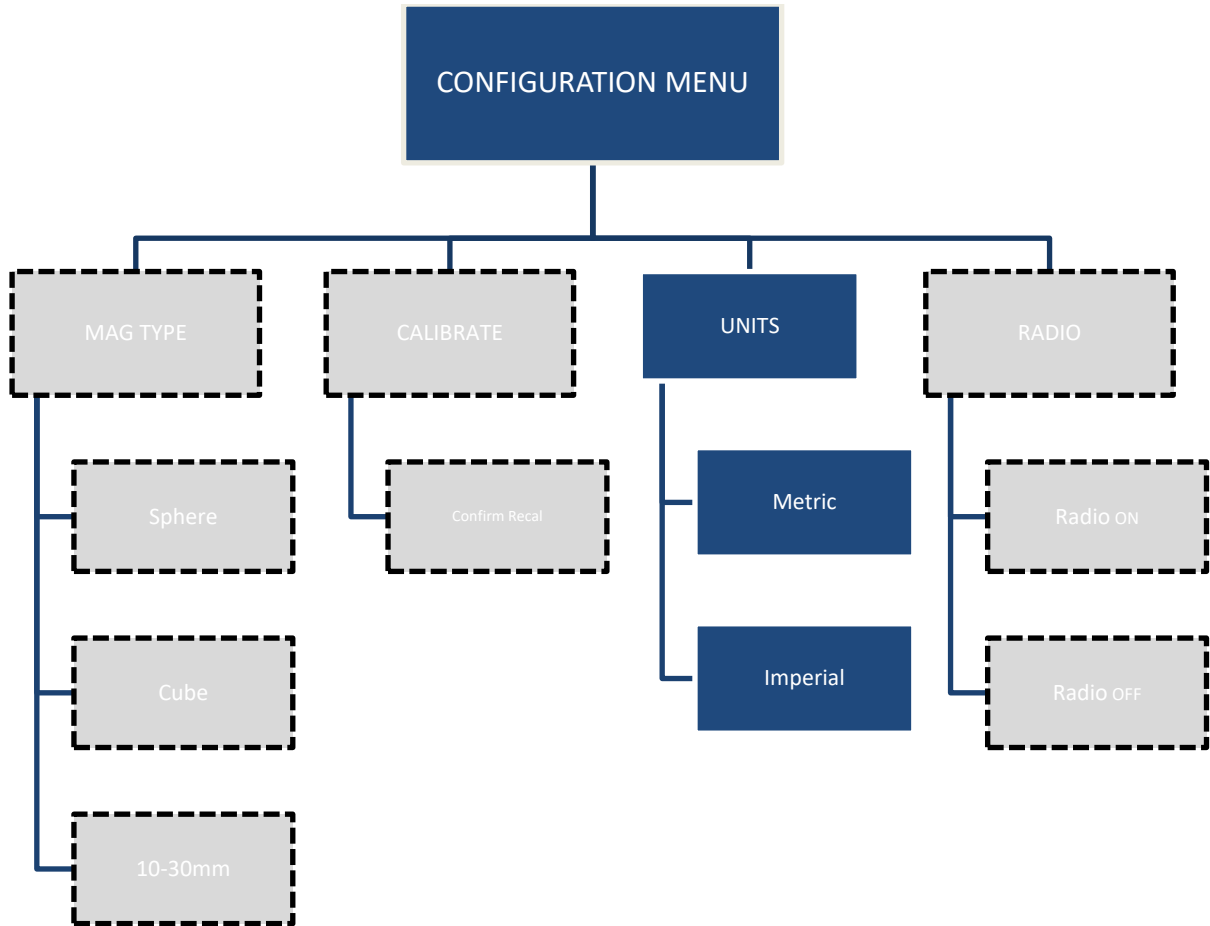 CONFIGURATION MENU
MAG TYPE
Sphere
Cube
10-30mm
CALIBRATE
Confirm Recal
UNITS
Metric
Imperial
RADIO
Radio ON
Radio OFF